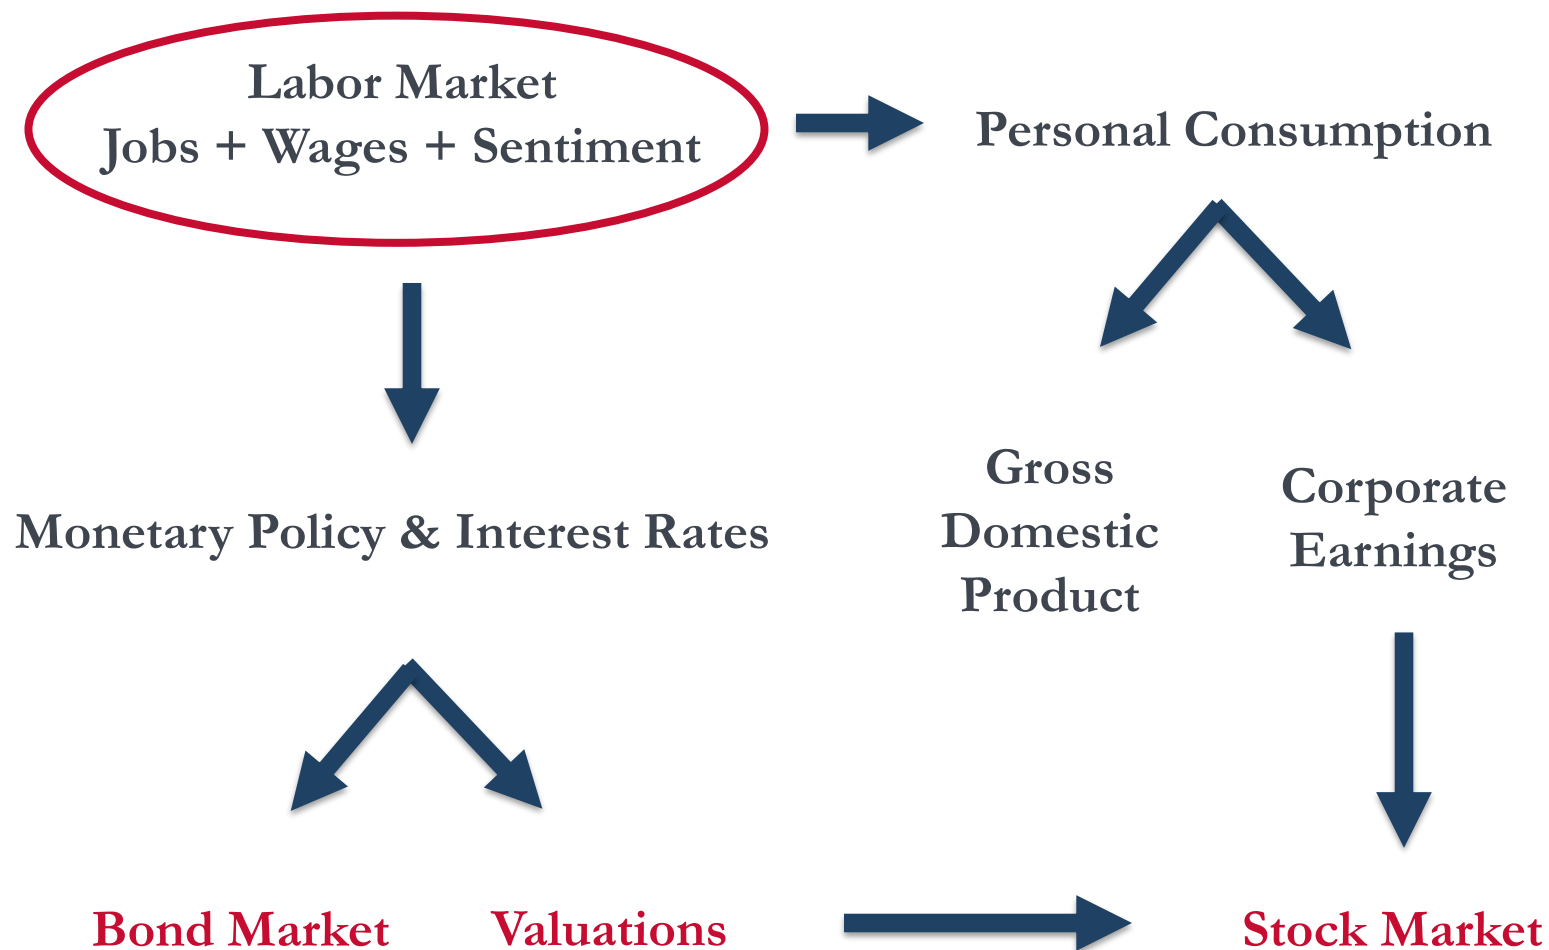 Labor Market
Jobs + Wages + Sentiment
Personal Consumption
Monetary Policy & Interest Rates
Gross
Domestic
Product
Corporate
Earnings
Bond Market
Valuations
Stock Market